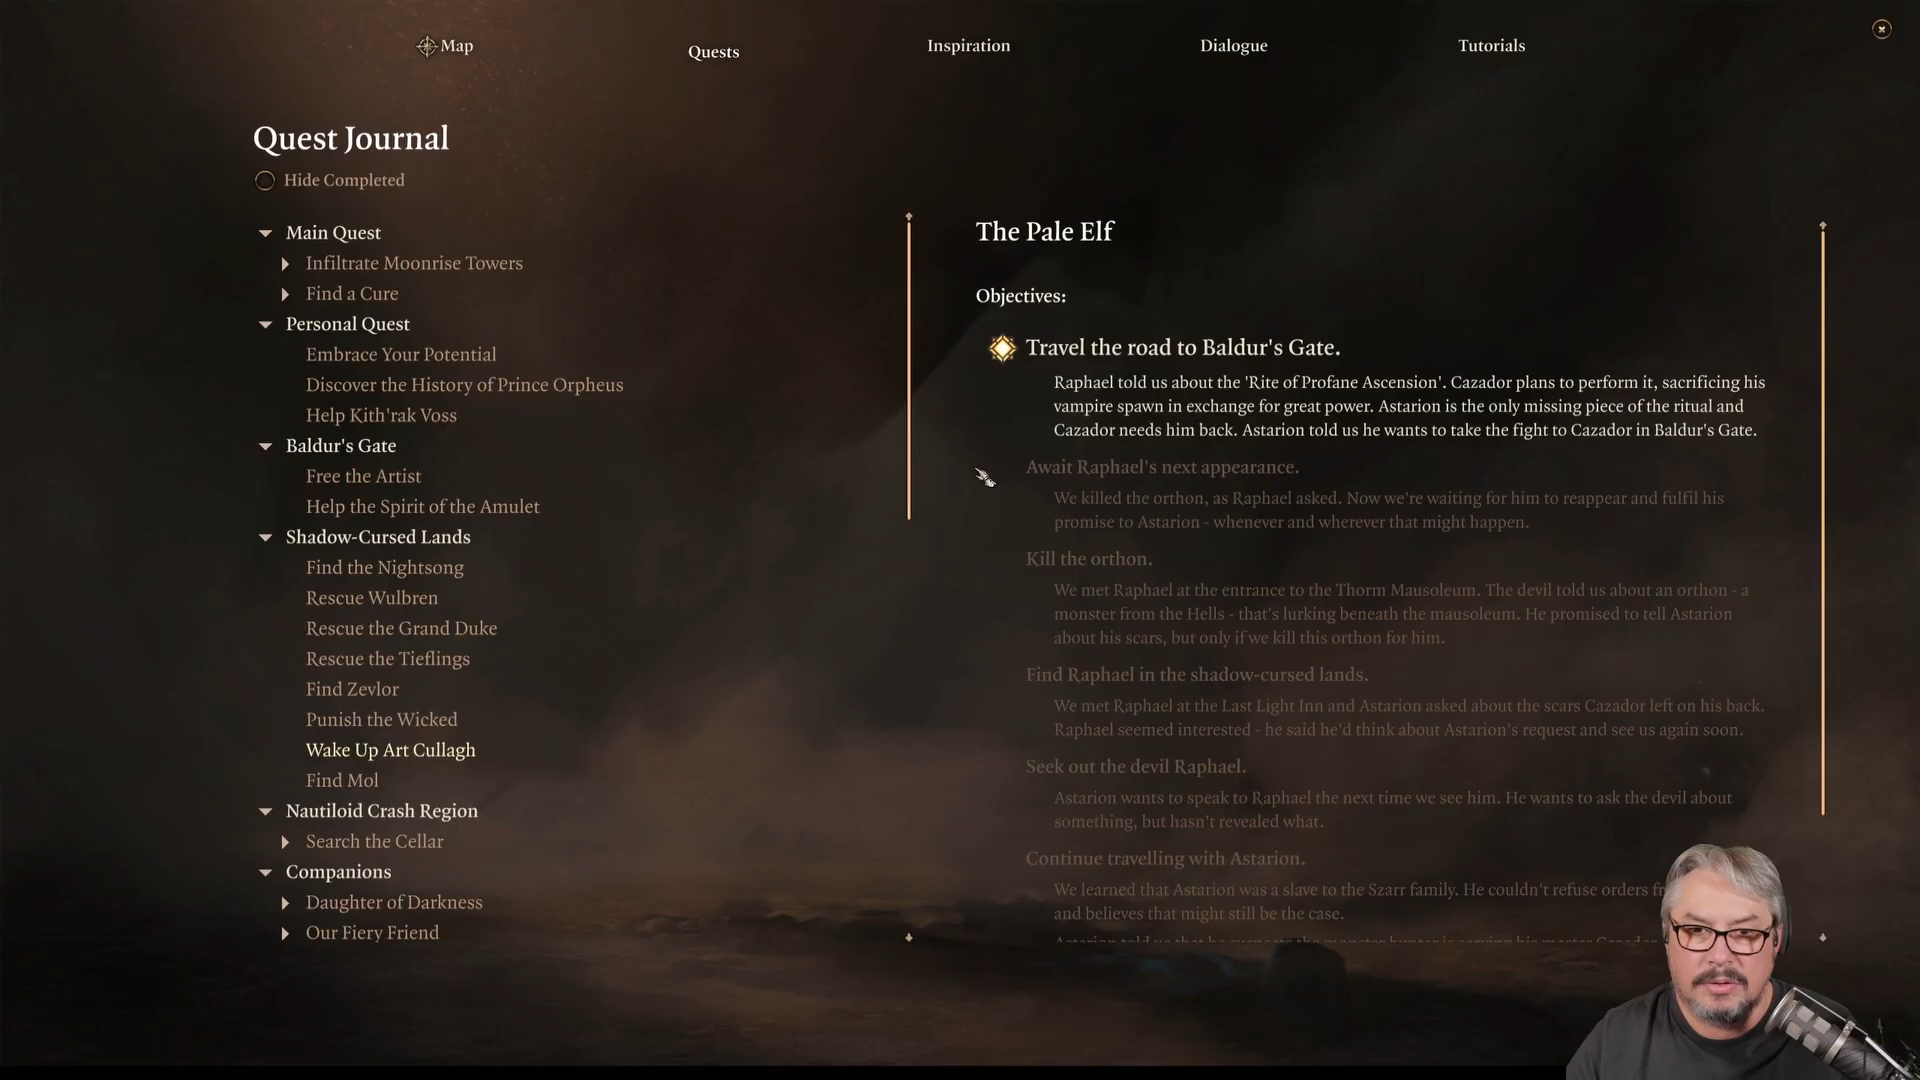 Map
Quests
Inspiration
Dialogue
Tutorials
Quest Journal
Hide Completed
Main Quest
Infiltrate Moonrise Towers
Find a Cure
Personal Quest
Embrace Your Potential
Discover the History of Prince Orpheus
Help Kith'rak Voss
Baldur's Gate
Free the Artist
Help the Spirit of the Amulet
Shadow-Cursed Lands
Find the Nightsong
Rescue Wulbren
Rescue the Grand Duke
Rescue the Tieflings
Find Zevlor
Punish the Wicked
Wake Up Art Cullagh
Find Mol
Nautiloid Crash Region
Search the Cellar
Companions
Daughter of Darkness
Our Fiery Friend
The Pale Elf
Objectives:
Travel the road to Baldur's Gate.
Raphael told us about the 'Rite of Profane Ascension'. Cazador plans to perform it, sacrificing his
vampire spawn in exchange for great power. Astarion is the only missing piece of the ritual and
Cazador needs him back. Astarion told us he wants to take the fight to Cazador in Baldur's Gate.
Await Raphael's next appearance.
We killed the orthon, as Raphael asked. Now we're waiting for him to reappear and fulfil his
promise to Astarion - whenever and wherever that might happen.
Kill the orthon.
We met Raphael at the entrance to the Thorm Mausoleum. The devil told us about an orthon - a
monster from the Hells - that's lurking beneath the mausoleum. He promised to tell Astarion
about his scars, but only if we kill this orthon for him.
Find Raphael in the shadow-cursed lands.
We met Raphael at the Last Light Inn and Astarion asked about the scars Cazador left on his back.
Raphael seemed interested - he said he'd think about Astarion's request and see us again soon.
Seek out the devil Raphael.
Astarion wants to speak to Raphael the next time we see him. He wants to ask the devil about
something, but hasn't revealed what.
Continue travelling with Astarion.
We learned that Astarion was a slave to the Szarr family. He couldn't refuse orders
and believes that might still be the case.
Astarion told us that he suspects the monster hunter is serving his master Cazador